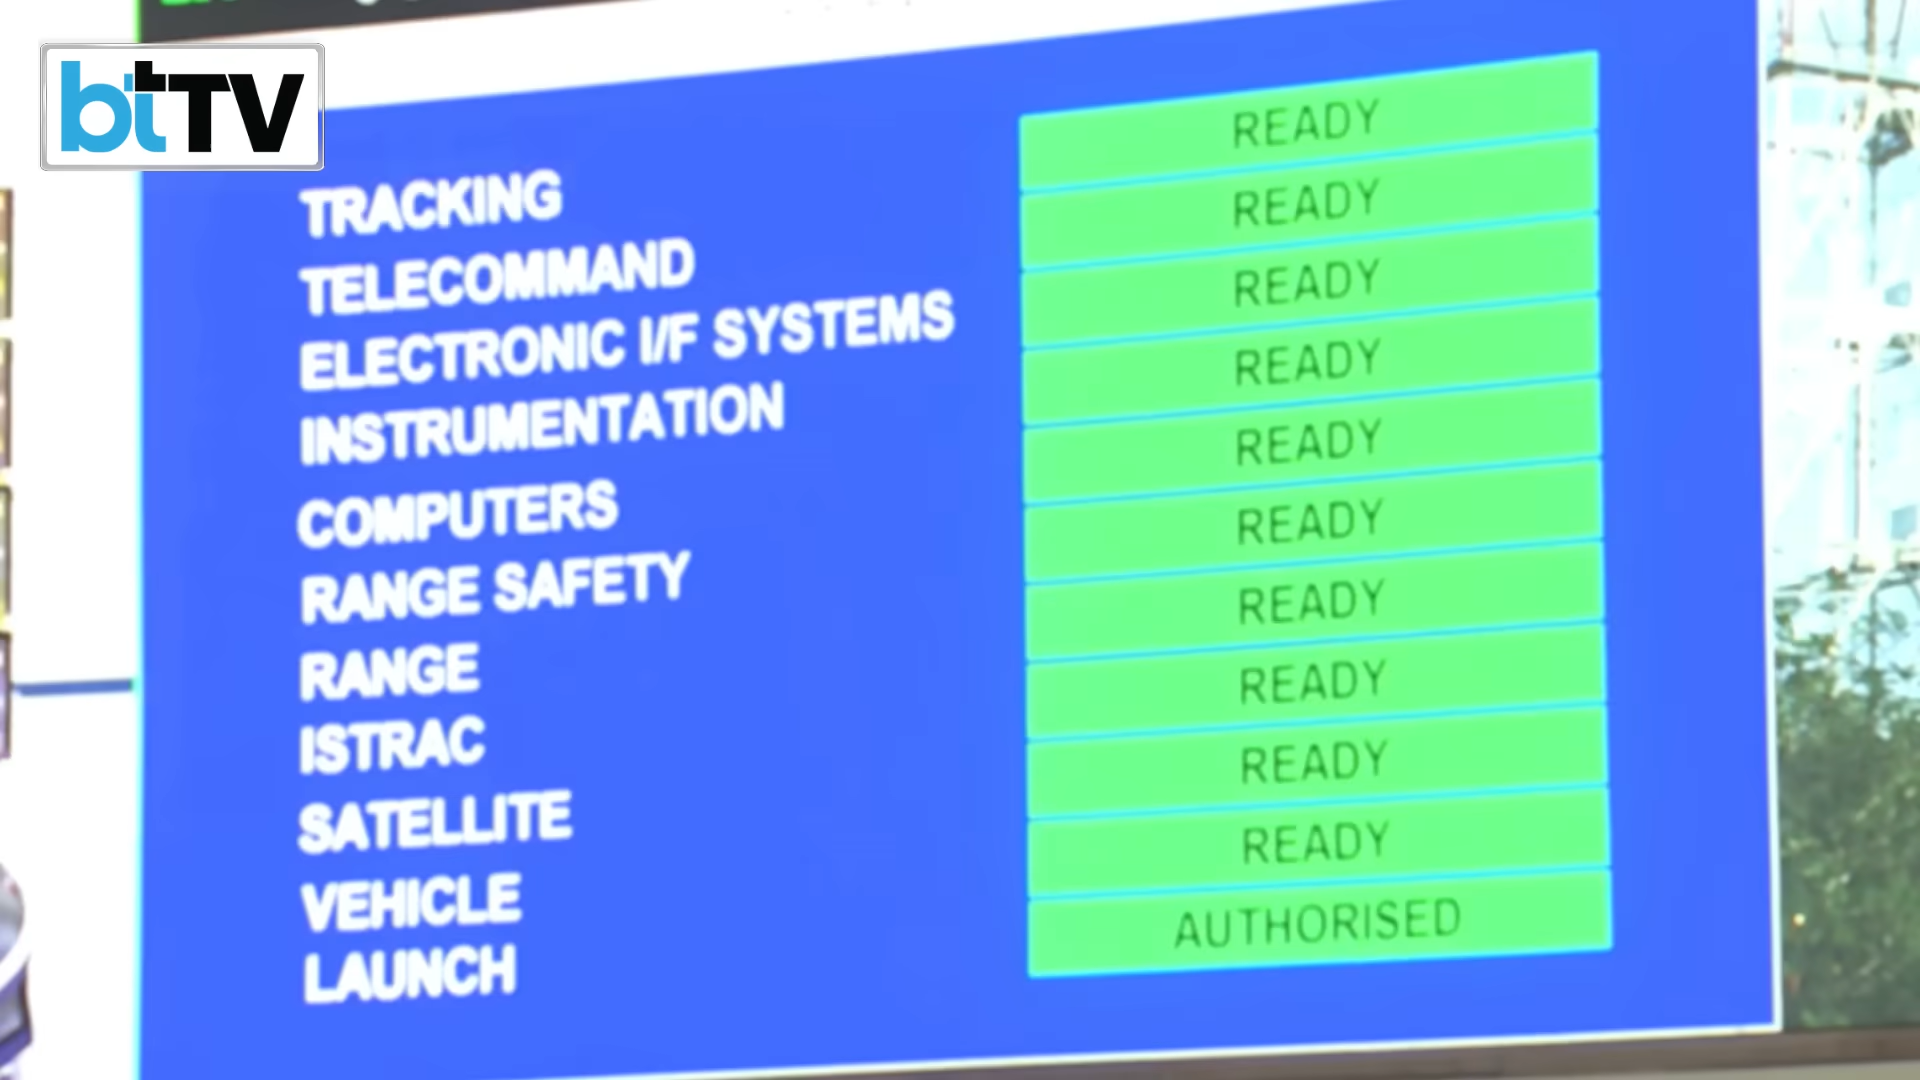 btTV
TRACKING READY
TELECOMMAND READY
ELECTRONIC I/F SYSTEMS READY
INSTRUMENTATION READY
COMPUTERS READY
RANGE SAFETY READY
RANGE READY
ISTRAC READY
SATELLITE READY
VEHICLE READY
LAUNCH AUTHORISED